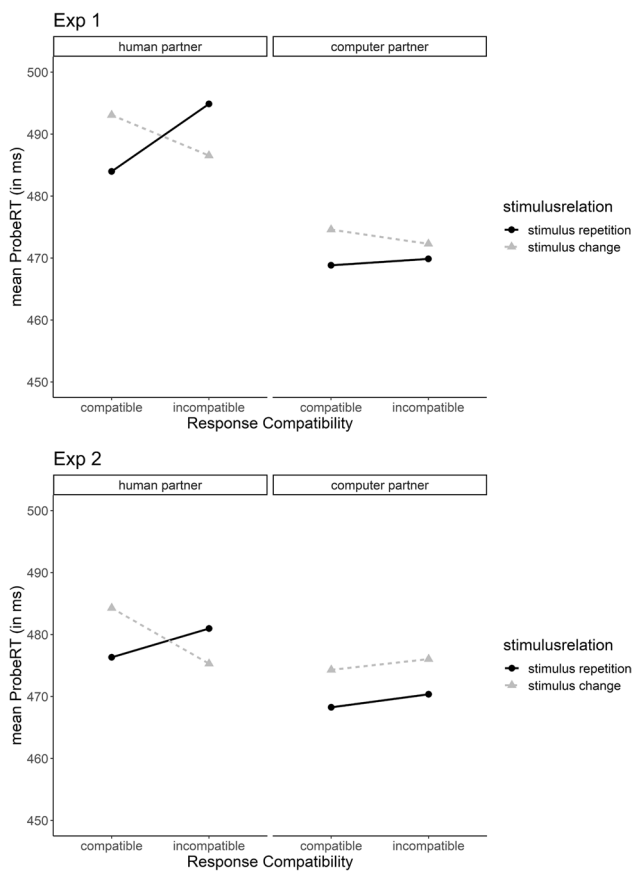 Exp 1
human partner
computer partner
500
490
480
470
460
450
mean ProbeRT (in ms)
compatible
incompatible
compatible
incompatible
Response Compatibility
stimulusrelation
stimulus repetition
stimulus change
Exp 2
human partner
computer partner
500
490
480
470
460
450
mean ProbeRT (in ms)
compatible
incompatible
compatible
incompatible
Response Compatibility
stimulusrelation
stimulus repetition
stimulus change